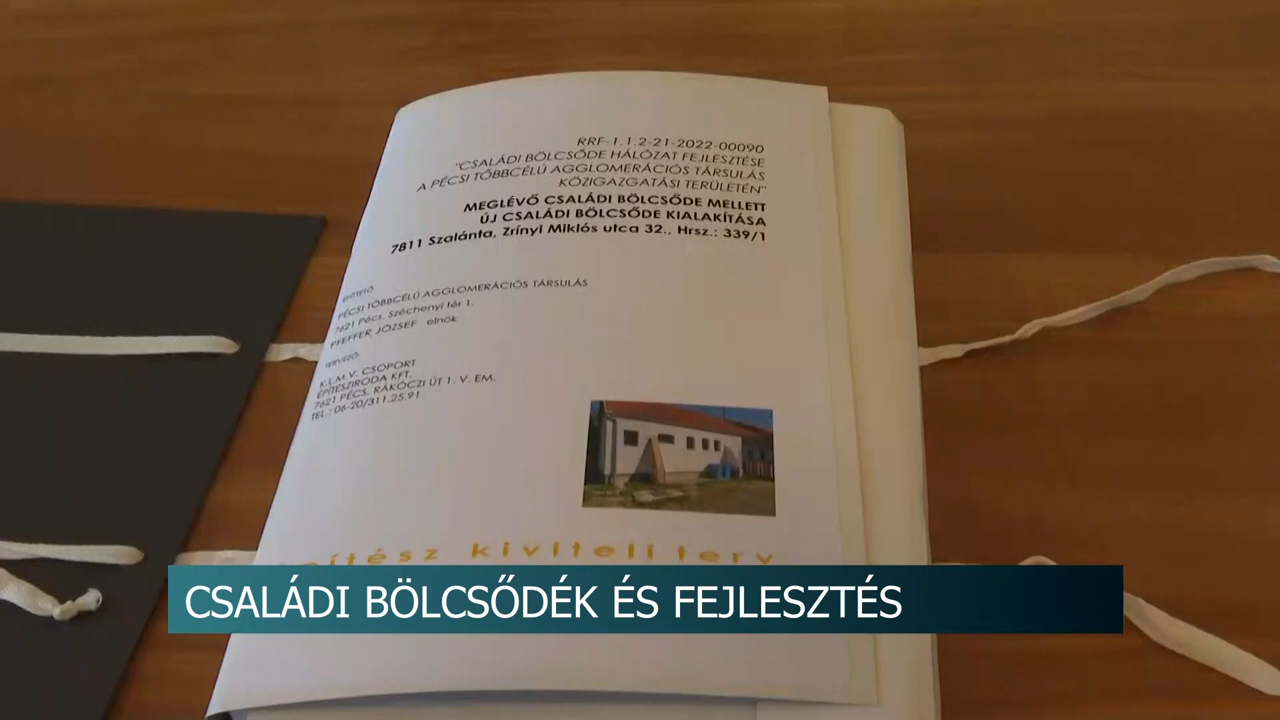 RRF-1.1.2-21-2022-00090
"CSALÁDI BÖLCSŐDE HÁLÓZAT FEJLESZTÉSE
A PÉCSI TÖBBCÉLÚ AGGLOMERÁCIÓS TÁRSULÁS
KÖZIGAZGATÁSI TERÜLETÉN"
MEGLÉVŐ CSALÁDI BÖLCSŐDE MELLETT
ÚJ CSALÁDI BÖLCSŐDE KIALAKÍTÁSA
7811 Szalánta, Zrínyi Miklós utca 32., Hrsz.: 339/1
ÉPÍTTETŐ:
PÉCSI TÖBBCÉLÚ AGGLOMERÁCIÓS TÁRSULÁS
7621 Pécs, Széchenyi tér 1.
PFEFFER JÓZSEF elnök
TERVEZŐ:
K.L.M.V. CSOPORT
ÉPÍTÉSZIRODA KFT.
7621 PÉCS, RÁKÓCZI ÚT 1. V. EM.
TEL.: 06-20/311.25.91
építész kiviteli terv
CSALÁDI BÖLCSŐDÉK ÉS FEJLESZTÉS